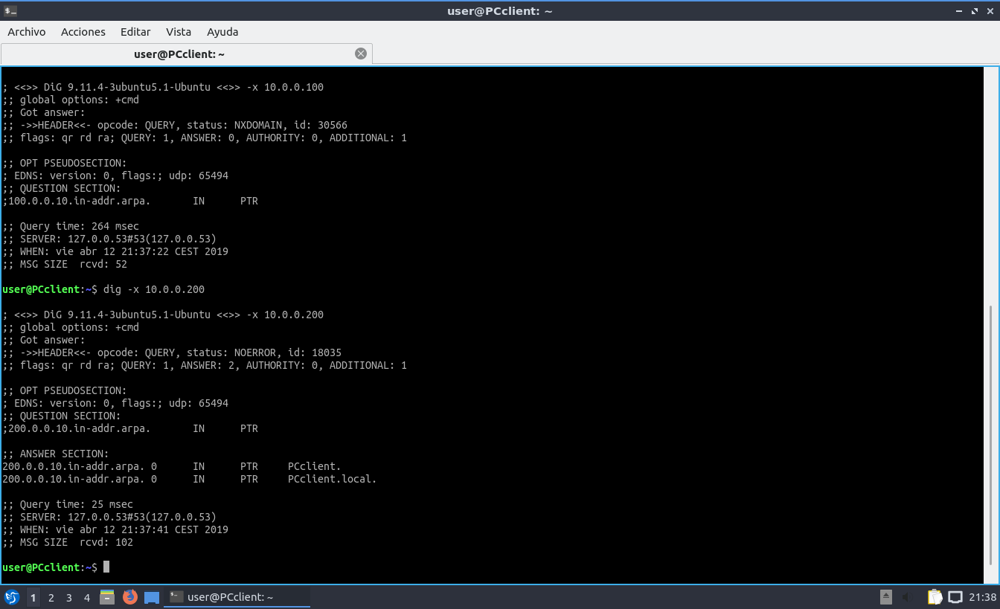 user@PCclient: ~
Archivo Acciones Editar Vista Ayuda
user@PCclient: ~
; <<>> DiG 9.11.4-3ubuntu5.1-Ubuntu <<>> -x 10.0.0.100
;; global options: +cmd
;; Got answer:
;; ->>HEADER<<- opcode: QUERY, status: NXDOMAIN, id: 30566
;; flags: qr rd ra; QUERY: 1, ANSWER: 0, AUTHORITY: 0, ADDITIONAL: 1
;; OPT PSEUDOSECTION:
; EDNS: version: 0, flags:; udp: 65494
;; QUESTION SECTION:
;100.0.0.10.in-addr.arpa. IN PTR
;; Query time: 264 msec
;; SERVER: 127.0.0.53#53(127.0.0.53)
;; WHEN: vie abr 12 21:37:22 CEST 2019
;; MSG SIZE rcvd: 52
user@PCclient:~$ dig -x 10.0.0.200
; <<>> DiG 9.11.4-3ubuntu5.1-Ubuntu <<>> -x 10.0.0.200
;; global options: +cmd
;; Got answer:
;; ->>HEADER<<- opcode: QUERY, status: NOERROR, id: 18035
;; flags: qr rd ra; QUERY: 1, ANSWER: 2, AUTHORITY: 0, ADDITIONAL: 1
;; OPT PSEUDOSECTION:
; EDNS: version: 0, flags:; udp: 65494
;; QUESTION SECTION:
;200.0.0.10.in-addr.arpa. IN PTR
;; ANSWER SECTION:
200.0.0.10.in-addr.arpa. 0 IN PTR PCclient.
200.0.0.10.in-addr.arpa. 0 IN PTR PCclient.local.
;; Query time: 25 msec
;; SERVER: 127.0.0.53#53(127.0.0.53)
;; WHEN: vie abr 12 21:37:41 CEST 2019
;; MSG SIZE rcvd: 102
user@PCclient:~$
1 2 3 4 user@PCclient: ~ 21:38